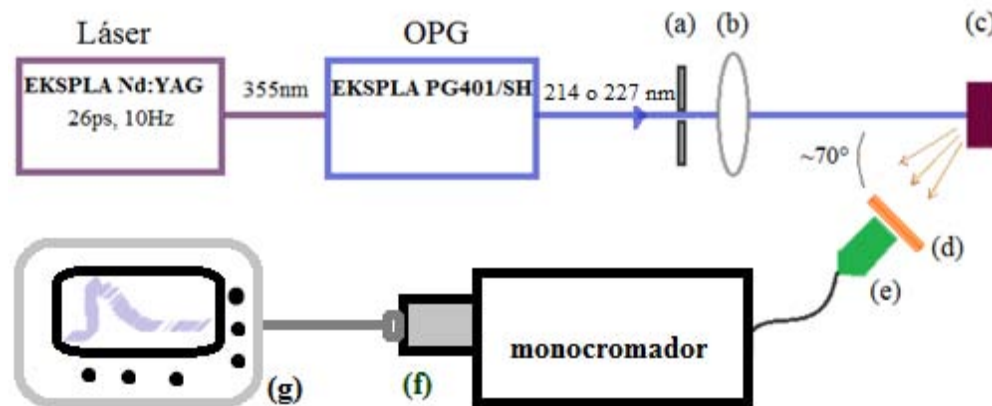 Láser
OPG
(a)
(b)
(c)
EKSPLA Nd:YAG
26ps, 10Hz
355nm
EKSPLA PG401/SH
214 o 227 nm
~70°
(d)
(e)
monocromador
(f)
(g)